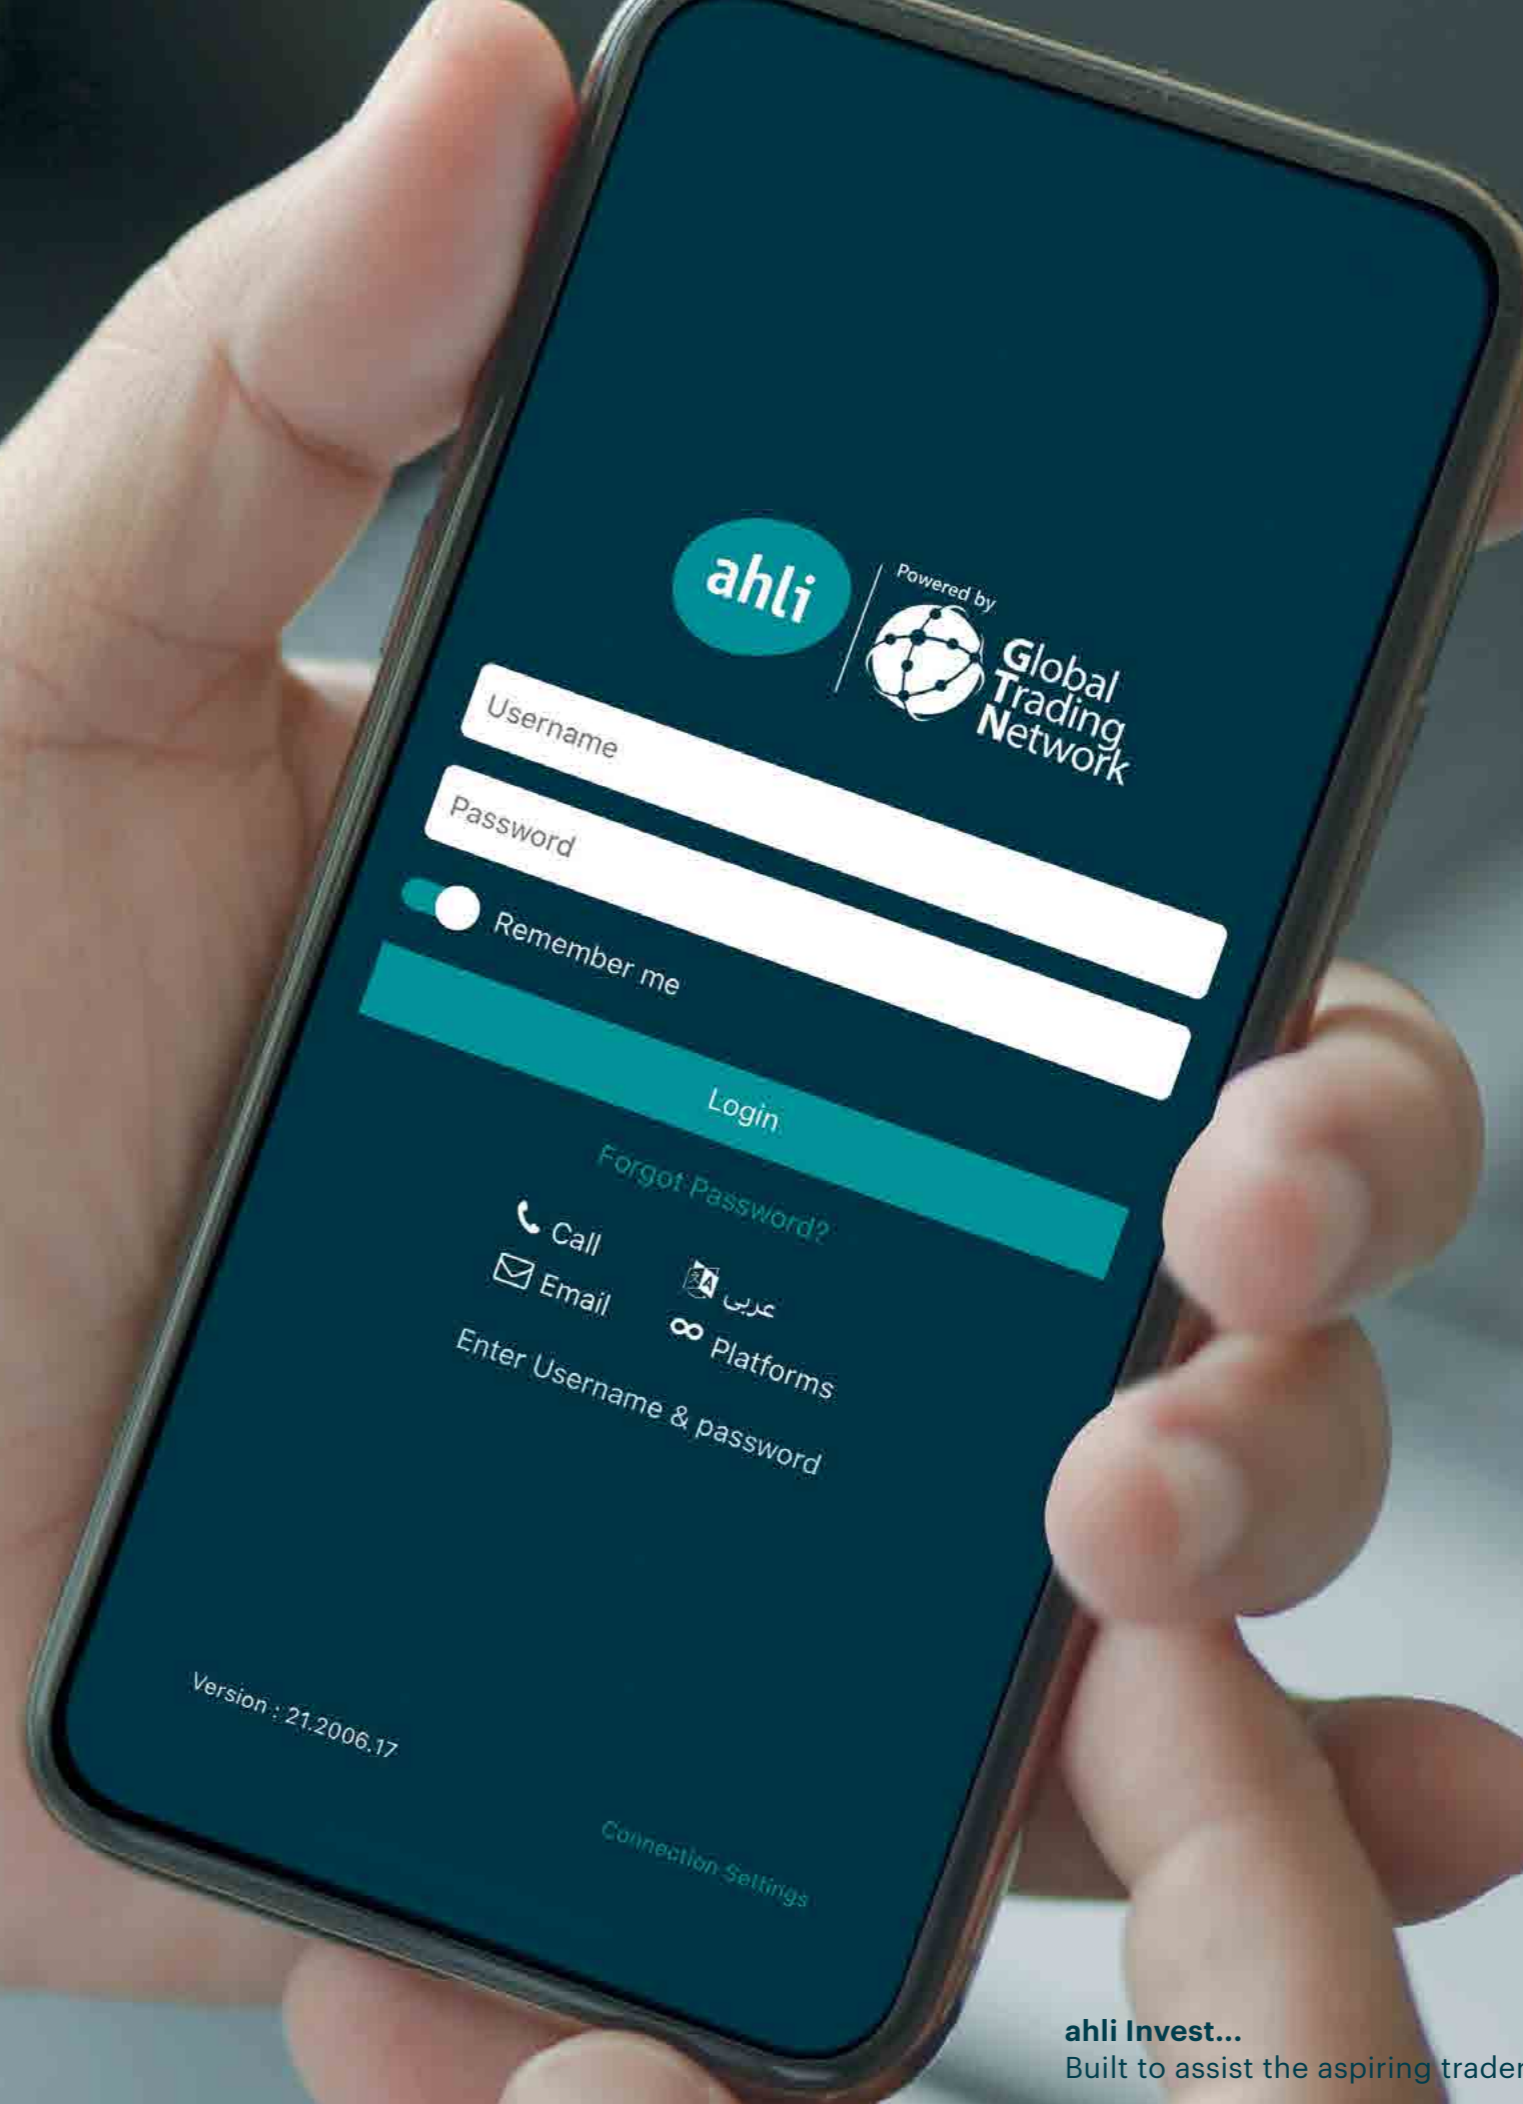 ahli
Powered by
Global
Trading
Network
Username
Password
Remember me
Login
Forgot Password?
Call
عربى
Email
Platforms
Enter Username & password
Version : 21.2006.17
Connection Settings
ahli Invest...
Built to assist the aspiring trader